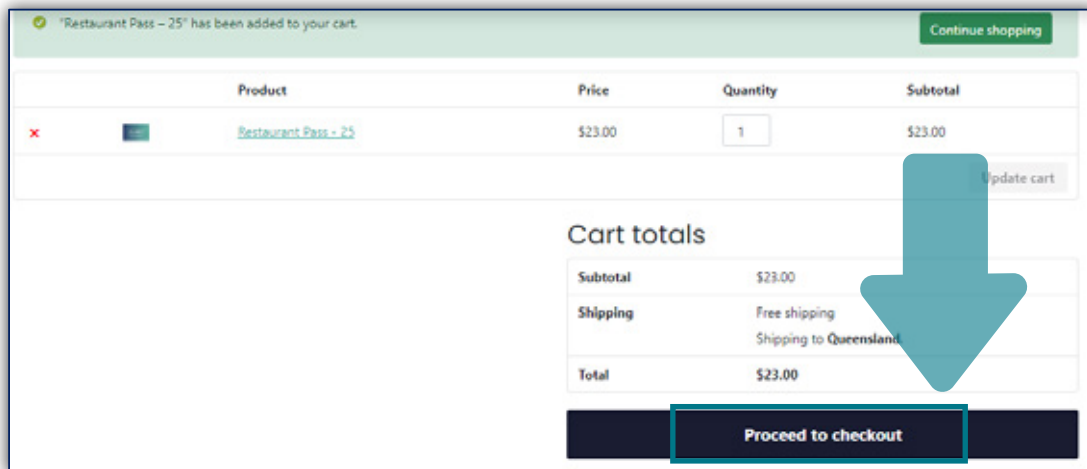 "Restaurant Pass – 25" has been added to your cart.
Continue shopping
Product Price Quantity Subtotal
Restaurant Pass - 25 $23.00 1 $23.00
Update cart
Cart totals
Subtotal $23.00
Shipping Free shipping
Shipping to Queensland.
Total $23.00
Proceed to checkout